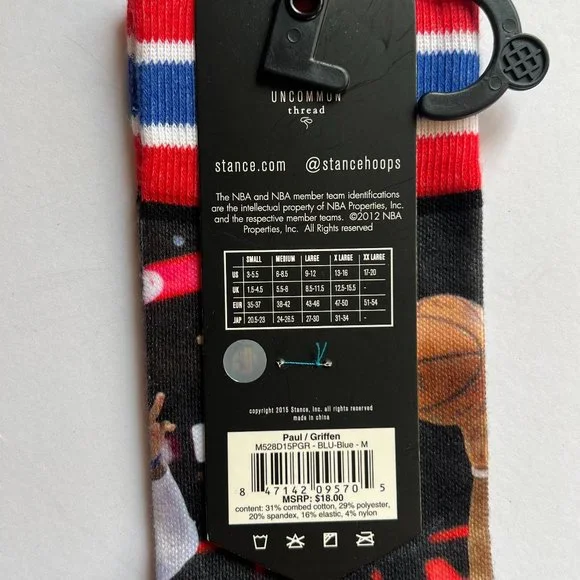 UNCOMMON
thread
stance.com @stancehoops
The NBA and NBA member team identifications
are the intellectual property of NBA Properties, Inc.
and the respective member teams. ©2012 NBA
Properties, Inc. All Rights reserved
SMALL MEDIUM LARGE X LARGE XX LARGE
US 3-5.5 6-8.5 9-12 13-16 17-20
UK 1.5-4.5 5.5-8 8.5-11.5 12.5-15.5 -
EUR 35-37 38-42 43-46 47-50 51-54
JAP 20.5-23 24-26.5 27-30 31-34 -
copyright 2015 Stance, Inc. all rights reserved -
made in china
Paul / Griffen
M528D15PGR - BLU-Blue - M
8 47142 09570 5
MSRP: $18.00
content: 31% combed cotton, 29% polyester,
20% spandex, 16% elastic, 4% nylon